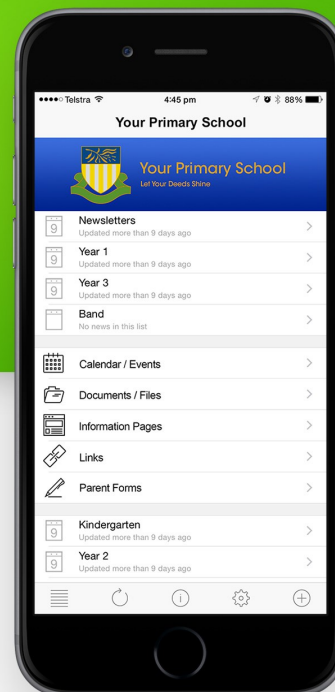 Telstra 4:45 pm 88%
Your Primary School
Your Primary School
Let Your Deeds Shine
9 Newsletters
Updated more than 9 days ago
9 Year 1
Updated more than 9 days ago
9 Year 3
Updated more than 9 days ago
Band
No news in this list
Calendar / Events
Documents / Files
Information Pages
Links
Parent Forms
9 Kindergarten
Updated more than 9 days ago
9 Year 2
Updated more than 9 days ago